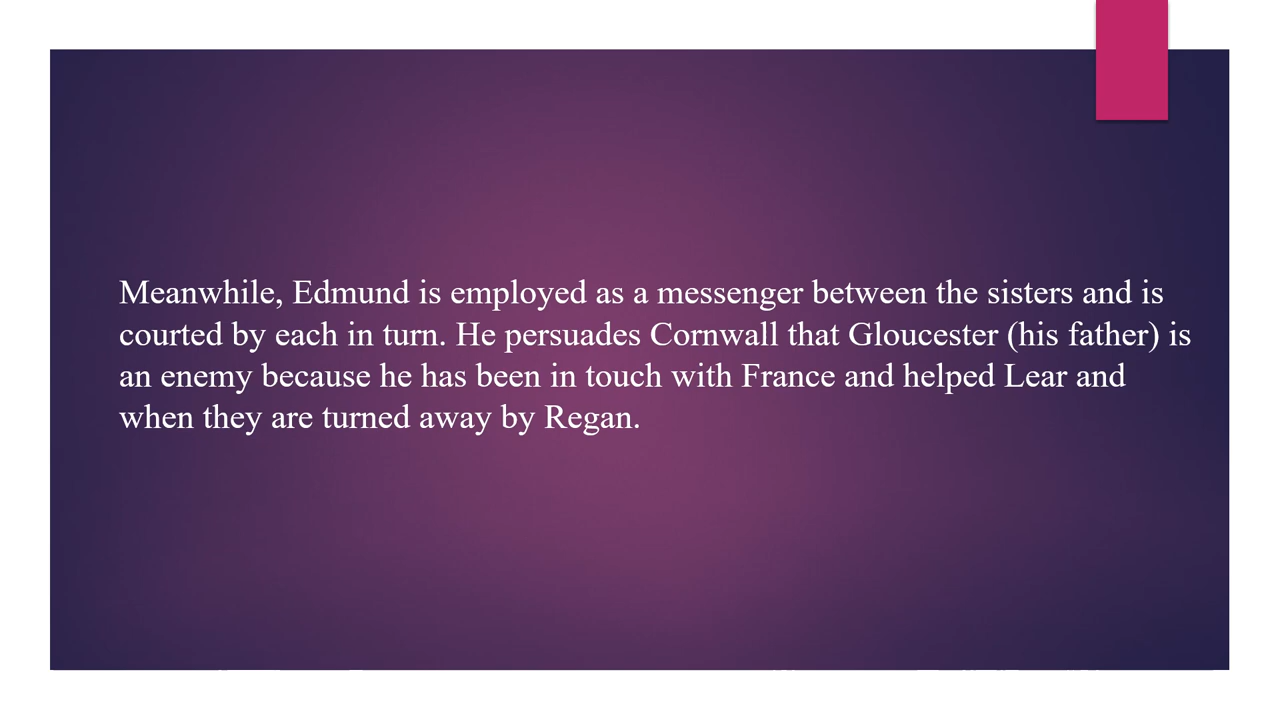 Meanwhile, Edmund is employed as a messenger between the sisters and is
courted by each in turn. He persuades Cornwall that Gloucester (his father) is
an enemy because he has been in touch with France and helped Lear and
when they are turned away by Regan.